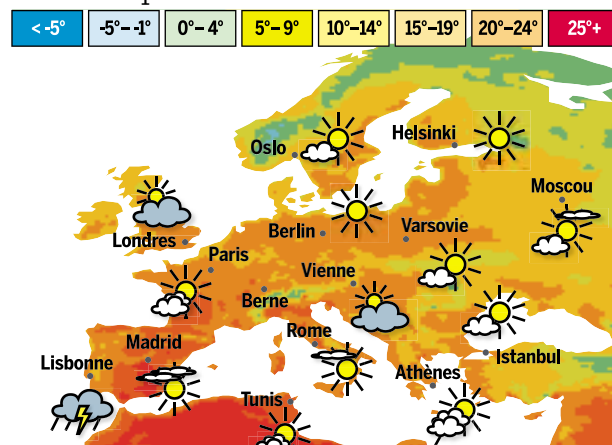 < -5° -5°– -1° 0°– 4° 5°– 9° 10°–14° 15°–19° 20°–24° 25°+
Oslo
Helsinki
Moscou
Londres
Berlin
Varsovie
Paris
Vienne
Berne
Rome
Madrid
Lisbonne
Istanbul
Athènes
Tunis